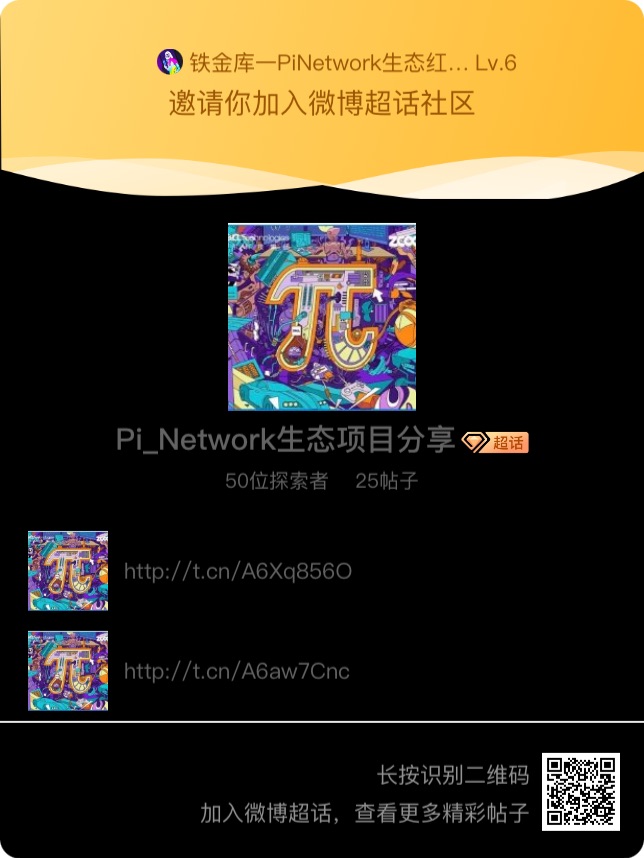 铁金库一PiNetwork生态红... Lv.6
邀请你加入微博超话社区
ZCOO
Pi_Network生态项目分享 超话
50位探索者 25帖子
http://t.cn/A6Xq856O
http://t.cn/A6aw7Cnc
长按识别二维码
加入微博超话，查看更多精彩帖子